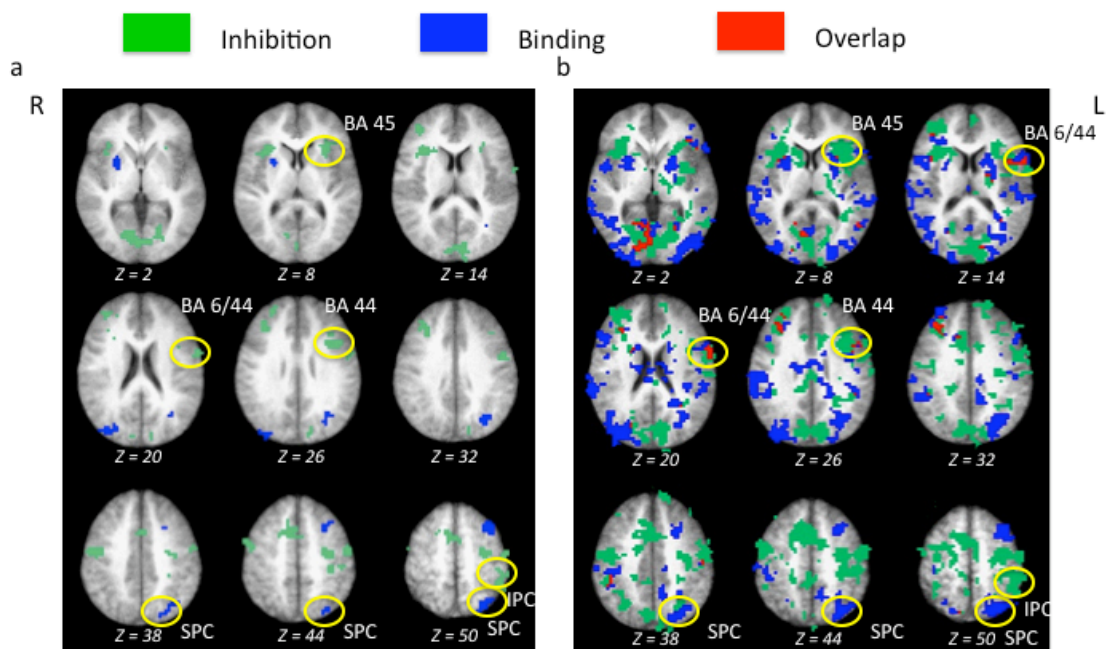 Inhibition Binding Overlap
a b
R L
BA 45
Z = 2 Z = 8 Z = 14
BA 6/44 BA 44
Z = 20 Z = 26 Z = 32
IPC
SPC SPC SPC
Z = 38 Z = 44 Z = 50
BA 45 BA 6/44
Z = 2 Z = 8 Z = 14
BA 6/44 BA 44
Z = 20 Z = 26 Z = 32
IPC
SPC SPC SPC
Z = 38 Z = 44 Z = 50